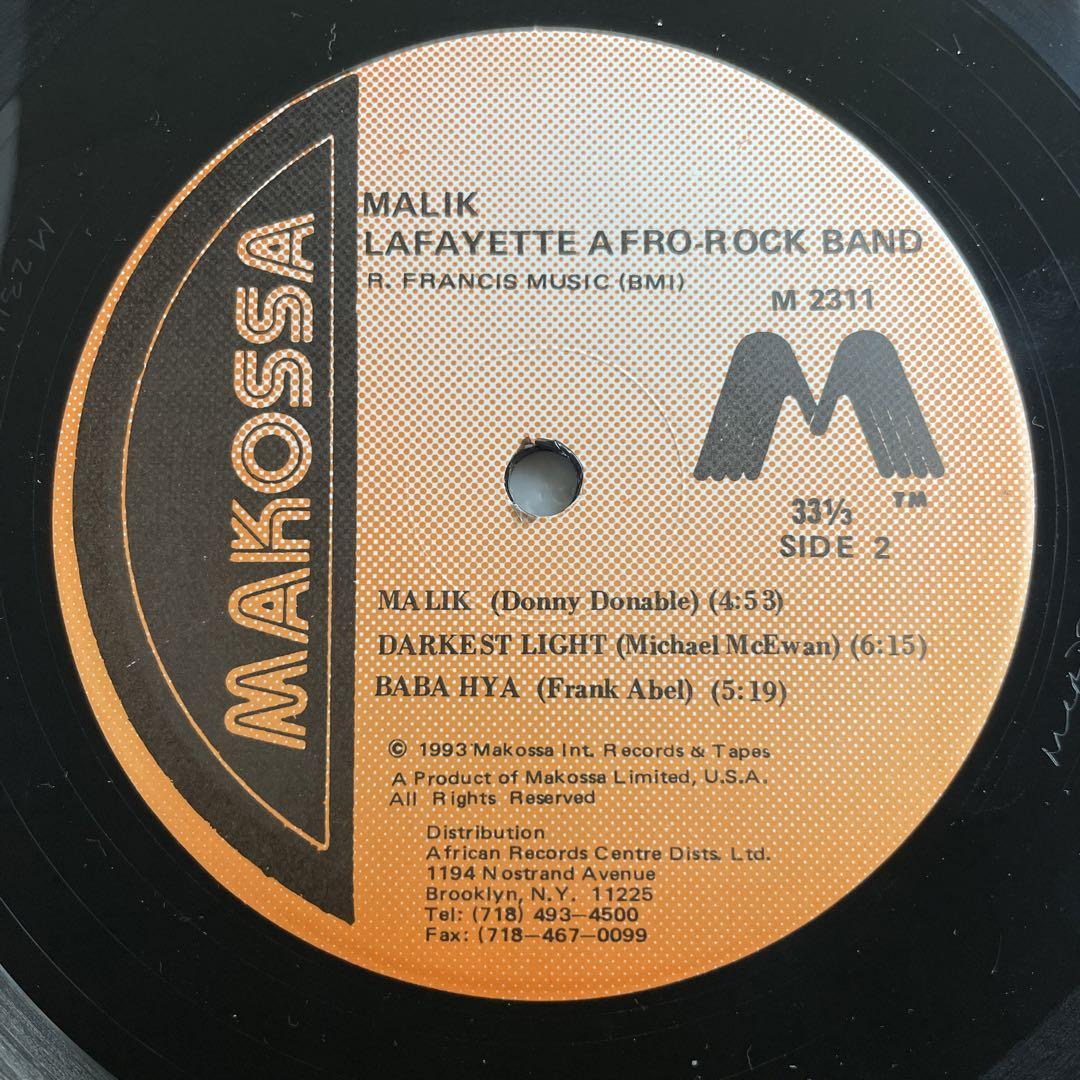 MAKOSSA
MALIK
LAFAYETTE AFRO-ROCK BAND
R. FRANCIS MUSIC (BMI)
M 2311
M
TM
33⅓
SIDE 2
MALIK (Donny Donable) (4:53)
DARKEST LIGHT (Michael McEwan) (6:15)
BABA HYA (Frank Abel) (5:19)
© 1993 Makossa Int. Records & Tapes
A Product of Makossa Limited, U.S.A.
All Rights Reserved
Distribution
African Records Centre Dists. Ltd.
1194 Nostrand Avenue
Brooklyn, N.Y. 11225
Tel: (718) 493-4500
Fax: (718-467-0099